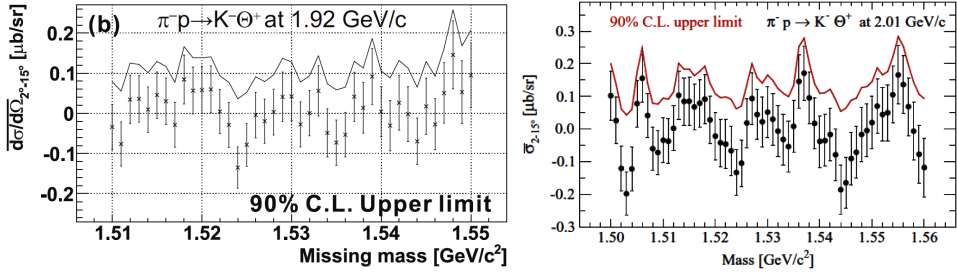 (b) π⁻p→K⁻Θ⁺ at 1.92 GeV/c
dσ/dΩ̅₂°₋₁₅° [μb/sr]
0.2
0.1
0
-0.1
-0.2
90% C.L. Upper limit
1.51 1.52 1.53 1.54 1.55
Missing mass [GeV/c²]
90% C.L. upper limit π⁻ p → K⁻ Θ⁺ at 2.01 GeV/c
σ̅₂₋₁₅° [μb/sr]
0.3
0.2
0.1
0.0
-0.1
-0.2
-0.3
1.50 1.51 1.52 1.53 1.54 1.55 1.56
Mass [GeV/c²]